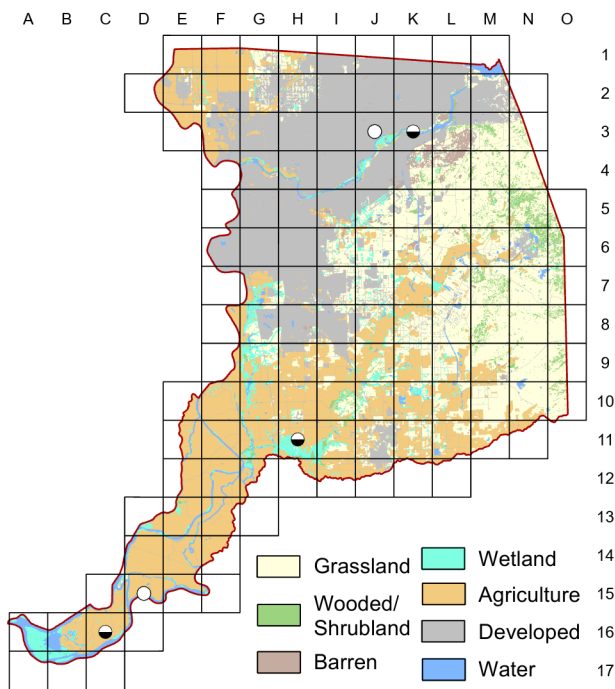 A B C D E F G H I J K L M N O
1
2
3
4
5
6
7
8
9
10
11
12
13
14
15
16
17
Grassland
Wooded/
Shrubland
Barren
Wetland
Agriculture
Developed
Water